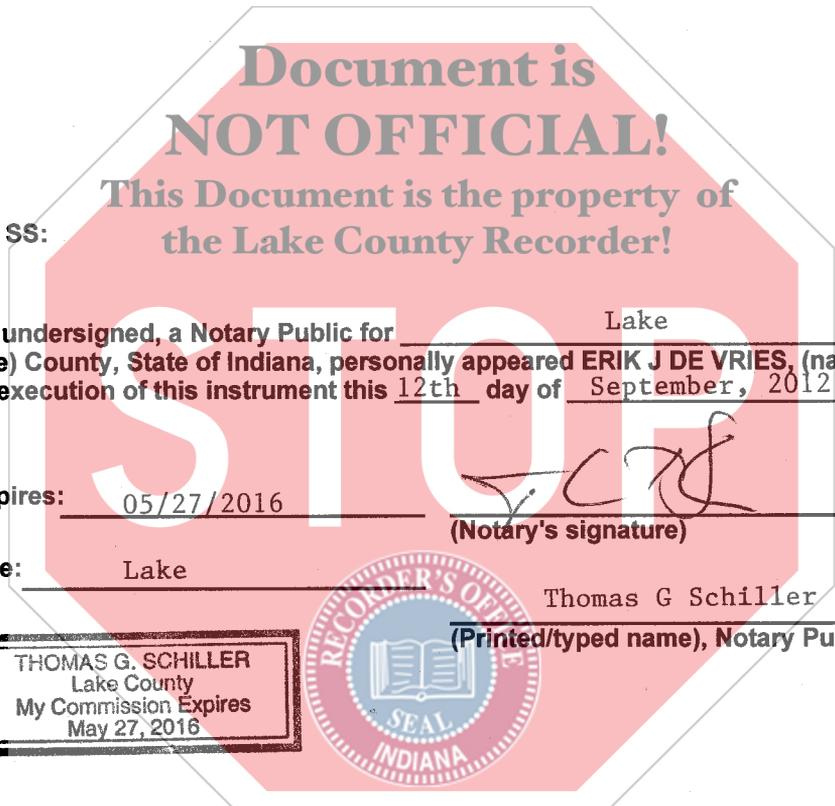 Document is
NOT OFFICIAL!
This Document is the property of
the Lake County Recorder!
SS:
STOP
undersigned, a Notary Public for Lake
e) County, State of Indiana, personally appeared ERIK J DE VRIES, (na
execution of this instrument this 12th day of September, 2012
pires: 05/27/2016
(Notary's signature)
e: Lake
Thomas G Schiller
(Printed/typed name), Notary Pu
THOMAS G. SCHILLER
Lake County
My Commission Expires
May 27, 2016
RECORDER'S OFFICE
SEAL
INDIANA